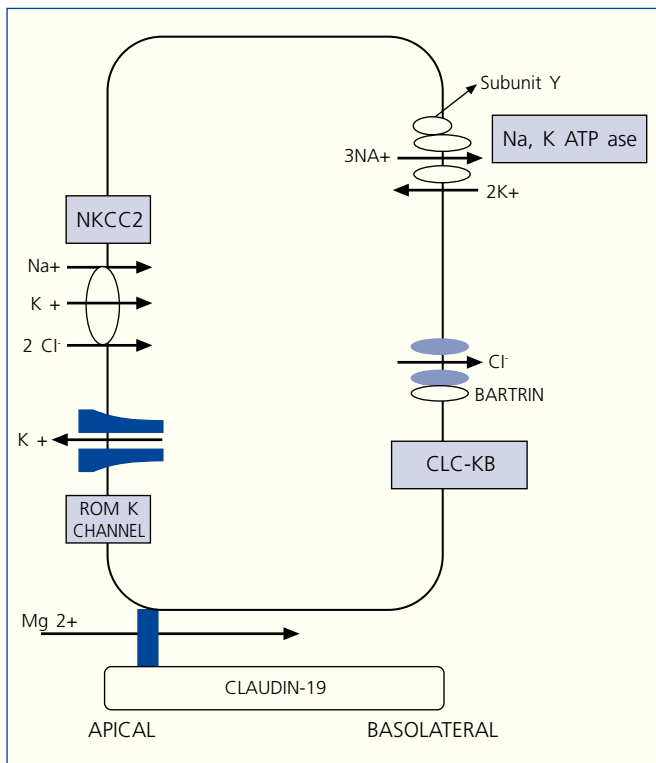 Subunit Y
Na, K ATP ase
3NA+
2K+
NKCC2
Na+
K +
2 Cl-
Cl-
BARTRIN
K +
CLC-KB
ROM K
CHANNEL
Mg 2+
CLAUDIN-19
APICAL
BASOLATERAL